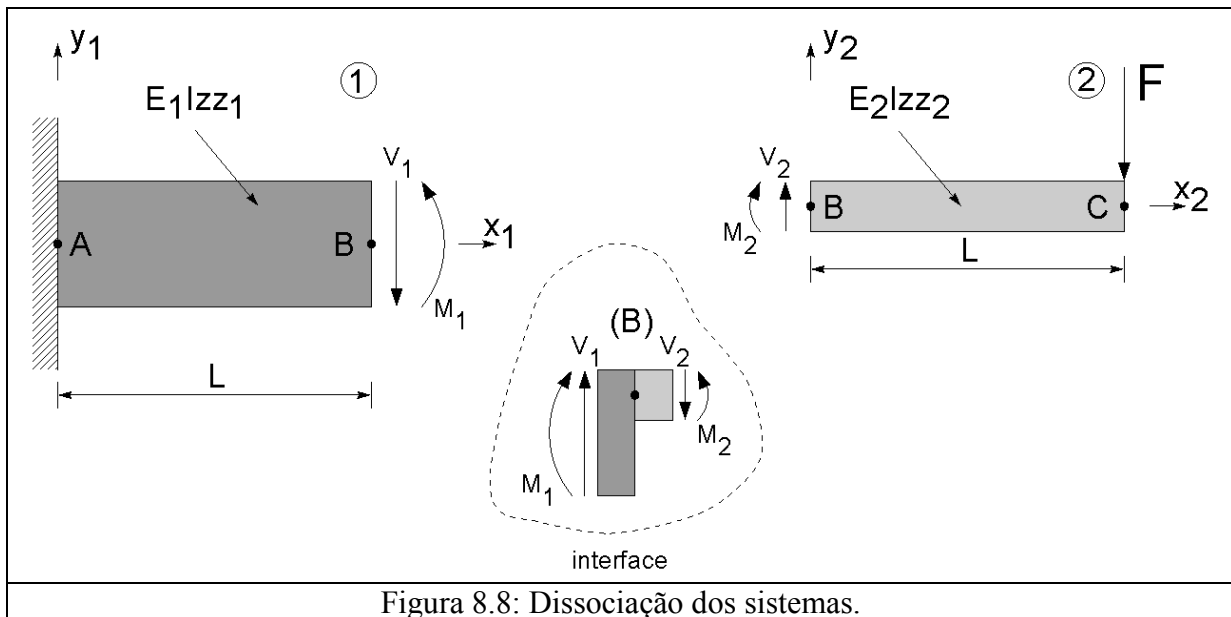 y1
1
E1Izz1
V1
A
B
x1
M1
L
y2
2
E2Izz2
F
V2
B
C
x2
M2
L
(B)
V1
V2
M2
M1
interface
Figura 8.8: Dissociação dos sistemas.